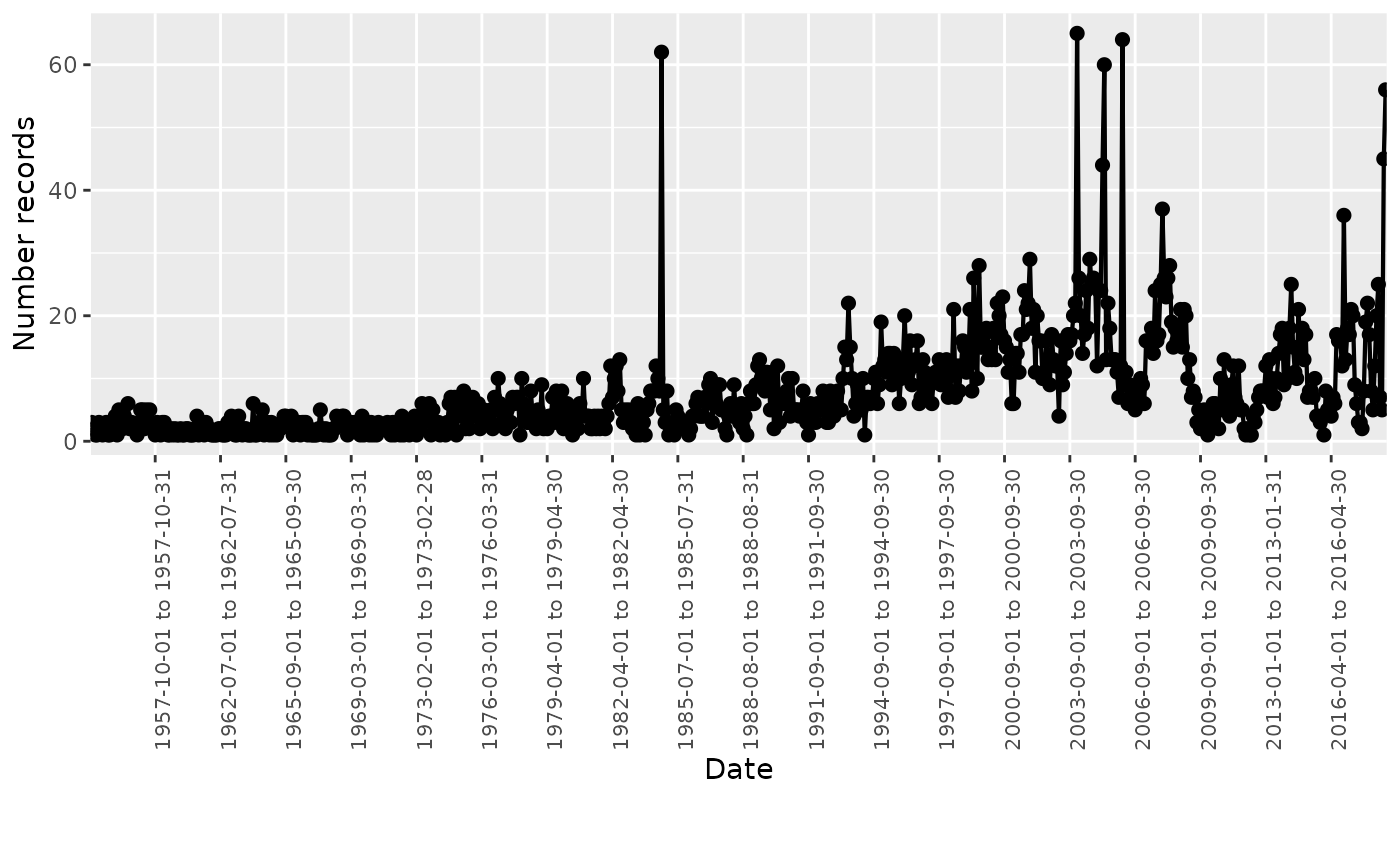 Number records
60
40
20
0
1957-10-01 to 1957-10-31
1962-07-01 to 1962-07-31
1965-09-01 to 1965-09-30
1969-03-01 to 1969-03-31
1973-02-01 to 1973-02-28
1976-03-01 to 1976-03-31
1979-04-01 to 1979-04-30
1982-04-01 to 1982-04-30
1985-07-01 to 1985-07-31
1988-08-01 to 1988-08-31
1991-09-01 to 1991-09-30
1994-09-01 to 1994-09-30
1997-09-01 to 1997-09-30
2000-09-01 to 2000-09-30
2003-09-01 to 2003-09-30
2006-09-01 to 2006-09-30
2009-09-01 to 2009-09-30
2013-01-01 to 2013-01-31
2016-04-01 to 2016-04-30
Date